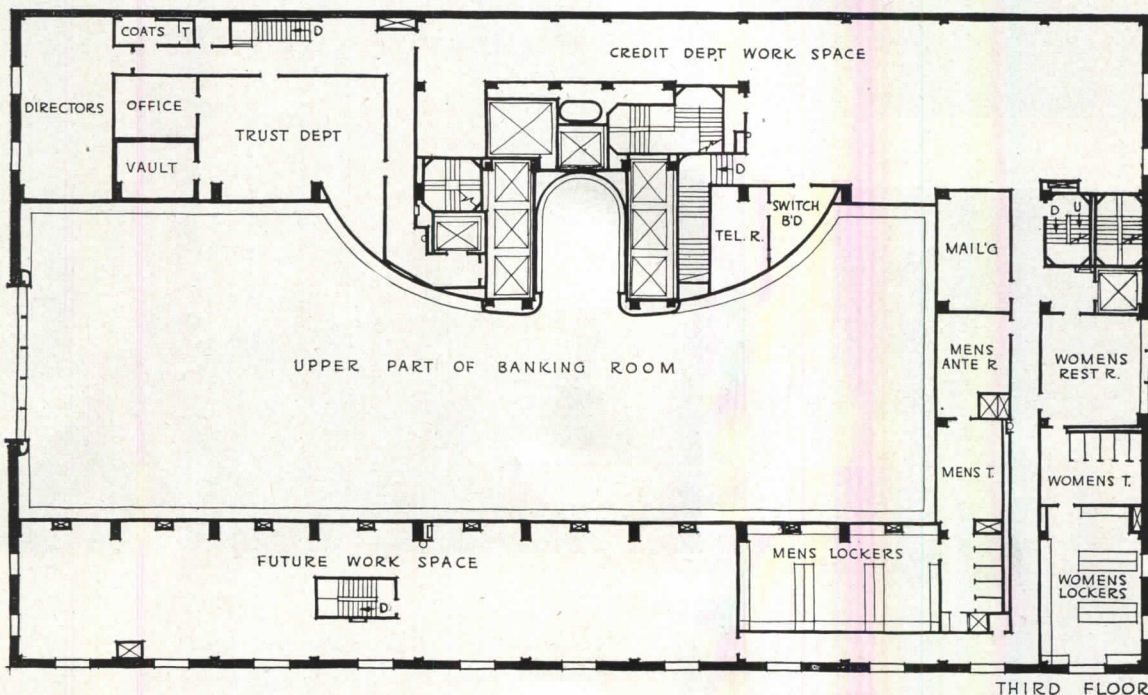 COATS T
D
CREDIT DEPT WORK SPACE
DIRECTORS
OFFICE
TRUST DEPT
VAULT
D
SWITCH
B'D
TEL. R.
MAIL'G
D U
UPPER PART OF BANKING ROOM
MENS
ANTE R
WOMENS
REST R.
MENS T.
WOMENS T.
FUTURE WORK SPACE
D
MENS LOCKERS
WOMENS
LOCKERS
THIRD FLOOR